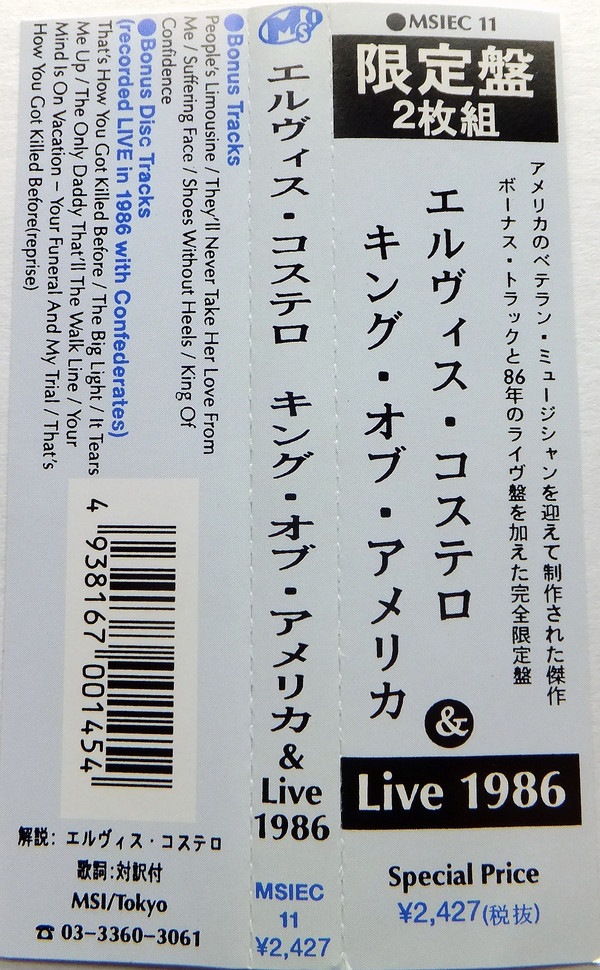 ●MSIEC 11
限定盤
2枚組
アメリカのベテラン・ミュージシャンを迎えて制作された傑作
ボーナス・トラックと86年のライヴ盤を加えた完全限定盤
エルヴィス・コステロ
キング・オブ・アメリカ
&
Live 1986
Special Price
¥2,427(税抜)
MSI
エルヴィス・コステロ キング・オブ・アメリカ
&
Live
1986
MSIEC
11
¥2,427
●Bonus Tracks
People's Limousine / They'll Never Take Her Love From
Me / Suffering Face / Shoes Without Heels / King Of
Confidence
●Bonus Disc Tracks
(recorded LIVE in 1986 with Confederates)
That's How You Got Killed Before / The Big Light / It Tears
Me Up / The Only Daddy That'll The Walk Line / Your
Mind Is On Vacation – Your Funeral And My Trial / That's
How You Got Killed Before(reprise)
4 938167 001454
解説: エルヴィス・コステロ
歌詞:対訳付
MSI/Tokyo
☎ 03–3360–3061